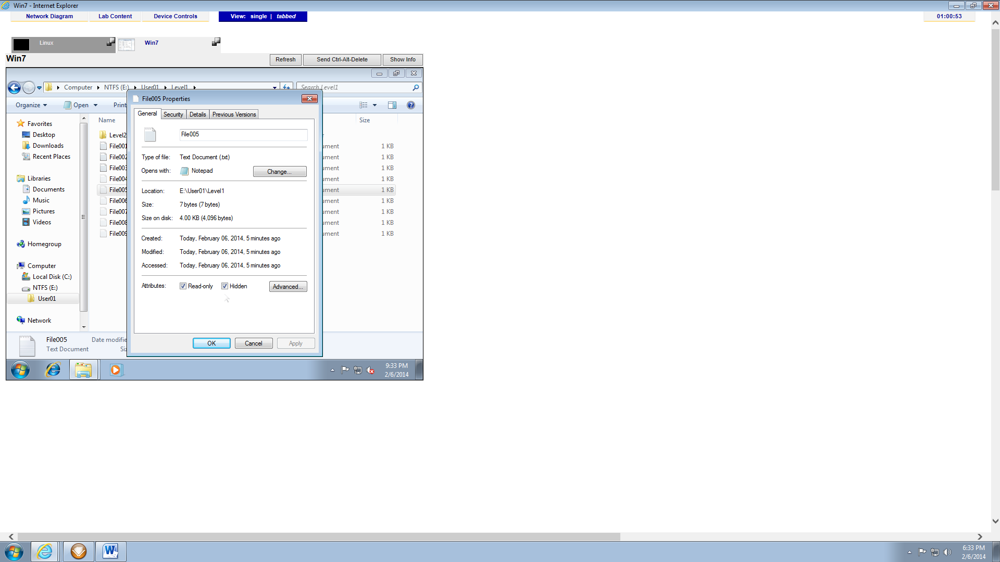 Win7 - Internet Explorer
Network Diagram Lab Content Device Controls View: single | tabbed 01:00:53
Linux Win7
Win7 Refresh Send Ctrl-Alt-Delete Show Info
Computer NTFS (E:) User01 Level1 Search Level1
File005 Properties
Organize Open Print
General Security Details Previous Versions
Name Size
Favorites
Desktop
Downloads
Recent Places
Libraries
Documents
Music
Pictures
Videos
Homegroup
Computer
Local Disk (C:)
NTFS (E:)
User01
Network
Level2
File001
File002
File003
File004
File005
File006
File007
File008
File009
File005
Type of file: Text Document (.txt)
Opens with: Notepad Change...
Location: E:\User01\Level1
Size: 7 bytes (7 bytes)
Size on disk: 4.00 KB (4,096 bytes)
Created: Today, February 06, 2014, 5 minutes ago
Modified: Today, February 06, 2014, 5 minutes ago
Accessed: Today, February 06, 2014, 5 minutes ago
Attributes: Read-only Hidden Advanced...
OK Cancel Apply
ument 1 KB
ument 1 KB
ument 1 KB
ument 1 KB
ument 1 KB
ument 1 KB
ument 1 KB
ument 1 KB
ument 1 KB
File005 Date modifie
Text Document Siz
9:33 PM
2/6/2014
6:33 PM
2/6/2014